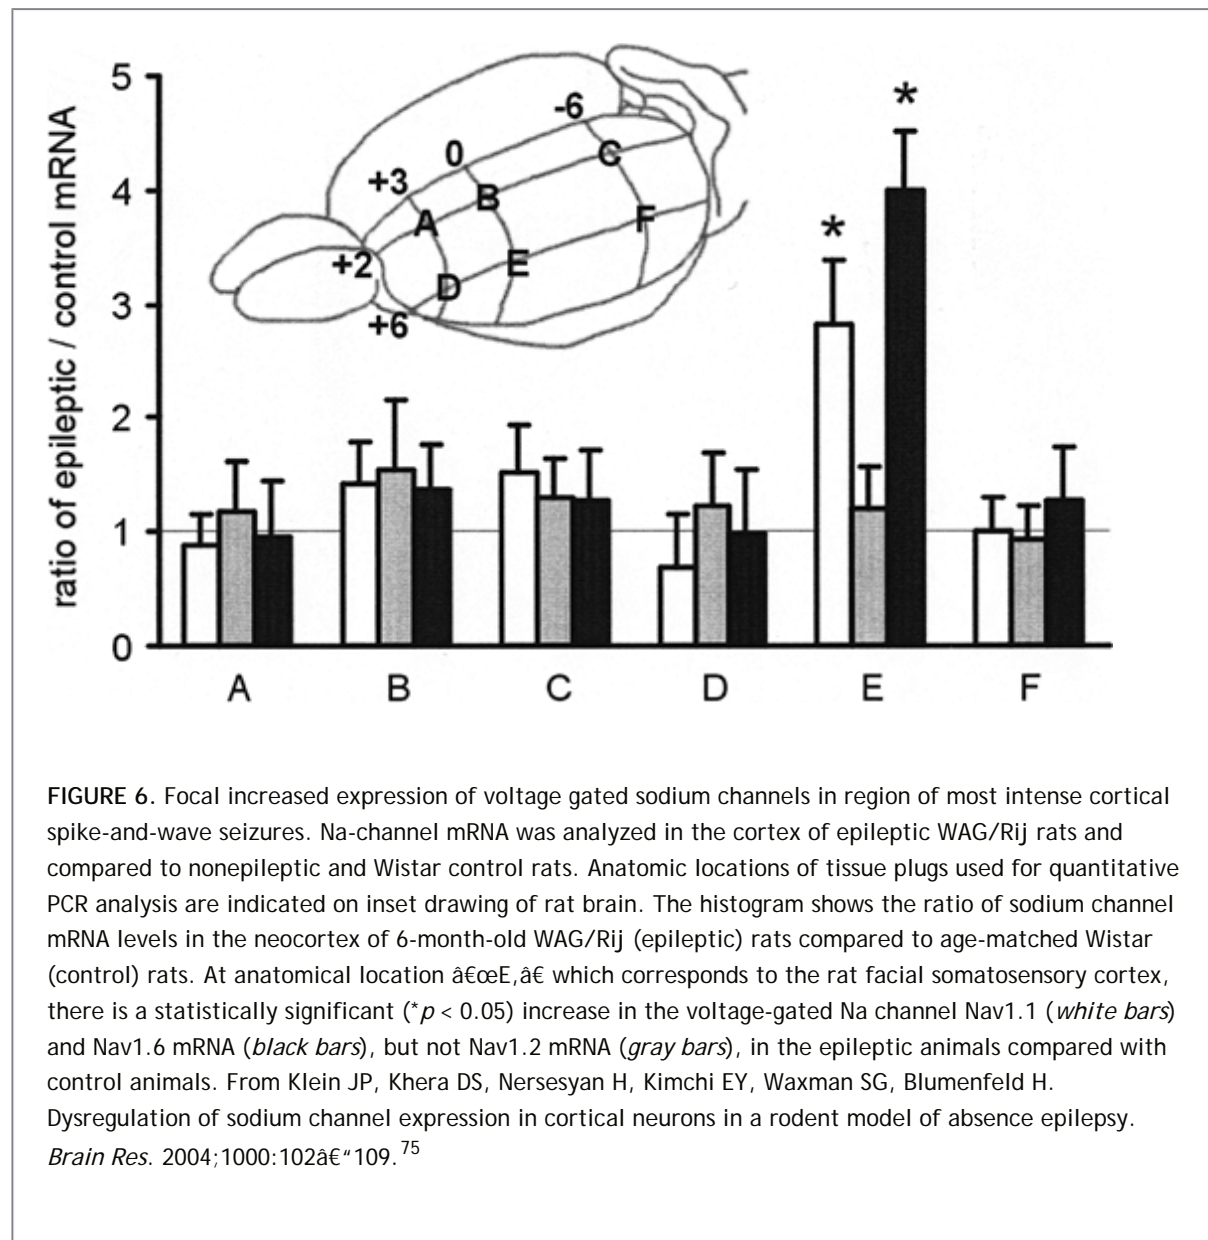 ratio of epileptic / control mRNA
5
4
3
2
1
0
-6
0
+3
+2
+6
A
B
C
D
E
F
*
*
A B C D E F
FIGURE 6. Focal increased expression of voltage gated sodium channels in region of most intense cortical
spike-and-wave seizures. Na-channel mRNA was analyzed in the cortex of epileptic WAG/Rij rats and
compared to nonepileptic and Wistar control rats. Anatomic locations of tissue plugs used for quantitative
PCR analysis are indicated on inset drawing of rat brain. The histogram shows the ratio of sodium channel
mRNA levels in the neocortex of 6-month-old WAG/Rij (epileptic) rats compared to age-matched Wistar
(control) rats. At anatomical location â€œE,â€ which corresponds to the rat facial somatosensory cortex,
there is a statistically significant (*p < 0.05) increase in the voltage-gated Na channel Nav1.1 (white bars)
and Nav1.6 mRNA (black bars), but not Nav1.2 mRNA (gray bars), in the epileptic animals compared with
control animals. From Klein JP, Khera DS, Nersesyan H, Kimchi EY, Waxman SG, Blumenfeld H.
Dysregulation of sodium channel expression in cortical neurons in a rodent model of absence epilepsy.
Brain Res. 2004;1000:102â€“109.75